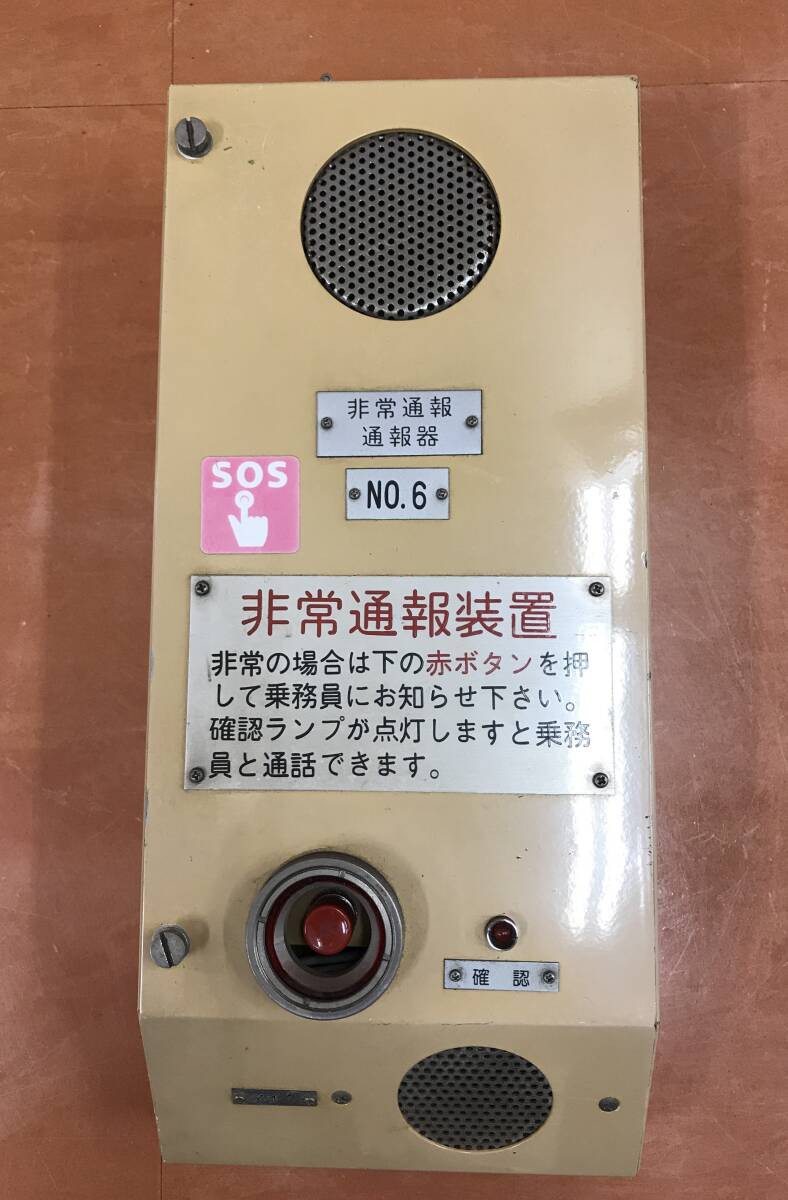 非常通報
通報器
SOS
NO.6
非常通報装置
非常の場合は下の赤ボタンを押
して乗務員にお知らせ下さい。
確認ランプが点灯しますと乗務
員と通話できます。
確認